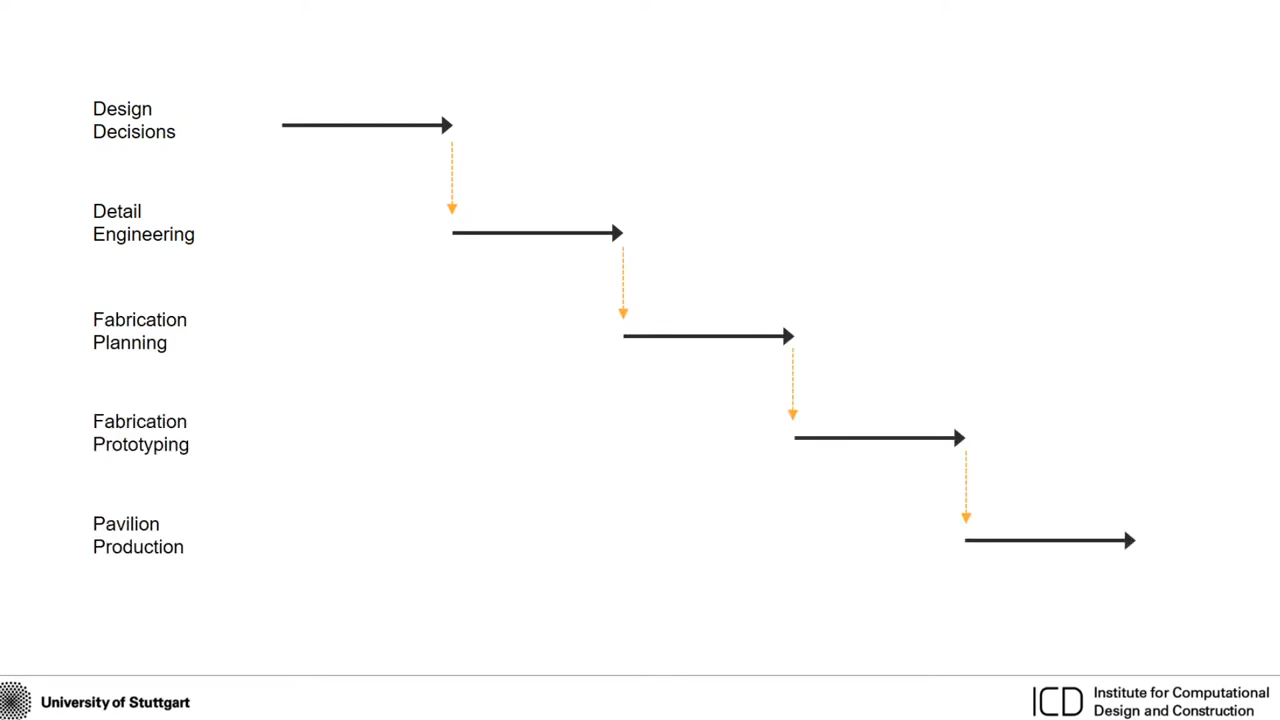 Design
Decisions
Detail
Engineering
Fabrication
Planning
Fabrication
Prototyping
Pavilion
Production
University of Stuttgart
ICD
Institute for Computational
Design and Construction